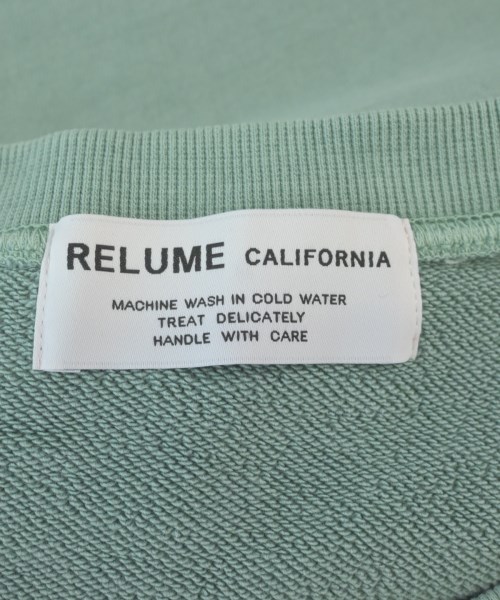 RELUME CALIFORNIA
MACHINE WASH IN COLD WATER
TREAT DELICATELY
HANDLE WITH CARE